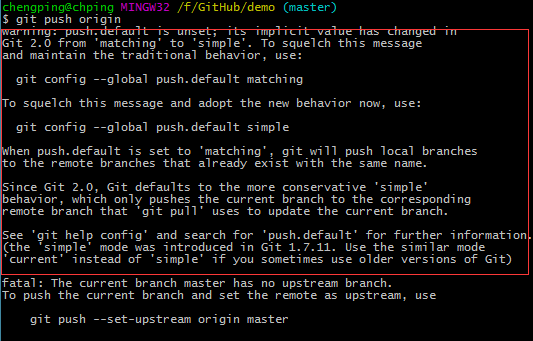 chengping@chping MINGW32 /f/GitHub/demo (master)
$ git push origin
warning: push.default is unset; its implicit value has changed in
Git 2.0 from 'matching' to 'simple'. To squelch this message
and maintain the traditional behavior, use:
git config --global push.default matching
To squelch this message and adopt the new behavior now, use:
git config --global push.default simple
When push.default is set to 'matching', git will push local branches
to the remote branches that already exist with the same name.
Since Git 2.0, Git defaults to the more conservative 'simple'
behavior, which only pushes the current branch to the corresponding
remote branch that 'git pull' uses to update the current branch.
See 'git help config' and search for 'push.default' for further information.
(the 'simple' mode was introduced in Git 1.7.11. Use the similar mode
'current' instead of 'simple' if you sometimes use older versions of Git)
fatal: The current branch master has no upstream branch.
To push the current branch and set the remote as upstream, use
git push --set-upstream origin master